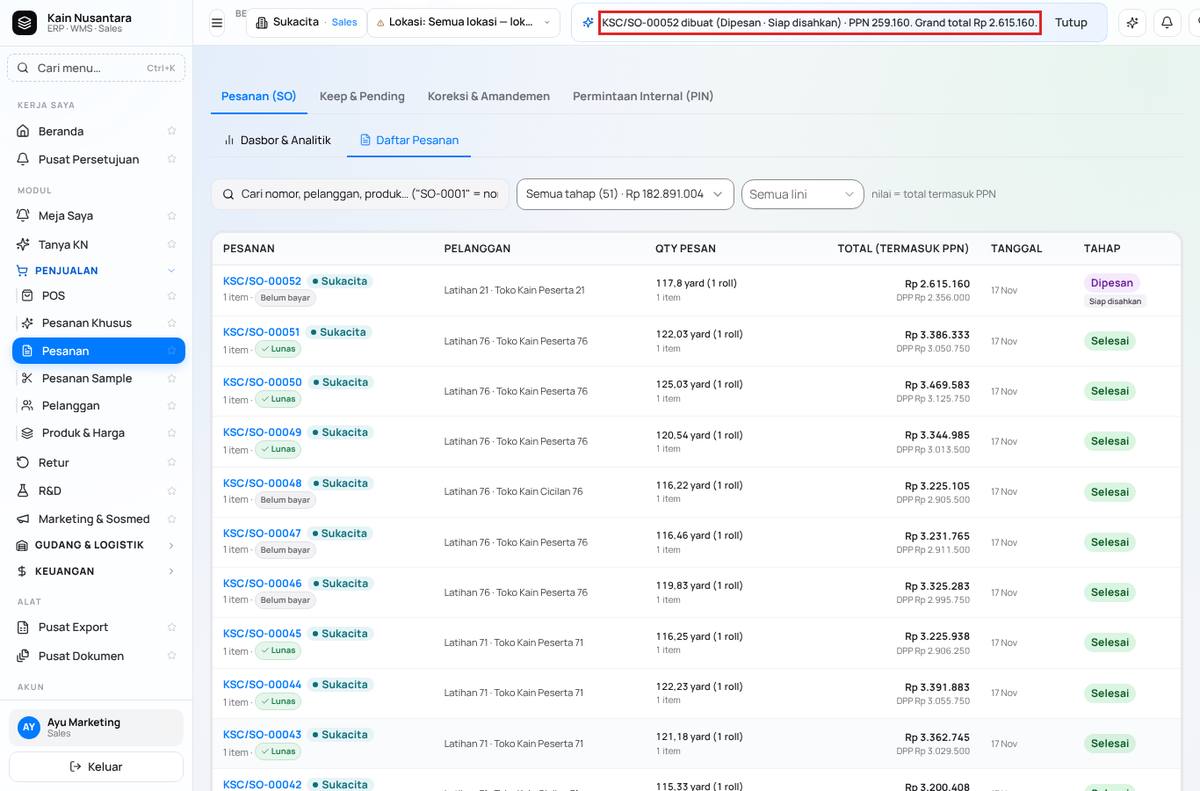 Kain Nusantara
ERP · WMS · Sales
Sukacita · Sales
Lokasi: Semua lokasi — lok...
KSC/SO-00052 dibuat (Dipesan · Siap disahkan) · PPN 259.160. Grand total Rp 2.615.160.
Tutup
Cari menu... Ctrl+K
KERJA SAYA
Beranda
Pusat Persetujuan
MODUL
Meja Saya
Tanya KN
PENJUALAN
POS
Pesanan Khusus
Pesanan
Pesanan Sample
Pelanggan
Produk & Harga
Retur
R&D
Marketing & Sosmed
GUDANG & LOGISTIK
KEUANGAN
ALAT
Pusat Export
Pusat Dokumen
AKUN
AY Ayu Marketing
Sales
Keluar
Pesanan (SO) Keep & Pending Koreksi & Amandemen Permintaan Internal (PIN)
Dasbor & Analitik Daftar Pesanan
Cari nomor, pelanggan, produk... ("SO-0001" = no
Semua tahap (51) · Rp 182.891.004
Semua lini
nilai = total termasuk PPN
PESANAN PELANGGAN QTY PESAN TOTAL (TERMASUK PPN) TANGGAL TAHAP
KSC/SO-00052 Sukacita
1 item · Belum bayar
Latihan 21 · Toko Kain Peserta 21
117,8 yard (1 roll)
1 item
Rp 2.615.160
DPP Rp 2.356.000
17 Nov
Dipesan
Siap disahkan
KSC/SO-00051 Sukacita
1 item · Lunas
Latihan 76 · Toko Kain Peserta 76
122,03 yard (1 roll)
1 item
Rp 3.386.333
DPP Rp 3.050.750
17 Nov
Selesai
KSC/SO-00050 Sukacita
1 item · Lunas
Latihan 76 · Toko Kain Peserta 76
125,03 yard (1 roll)
1 item
Rp 3.469.583
DPP Rp 3.125.750
17 Nov
Selesai
KSC/SO-00049 Sukacita
1 item · Lunas
Latihan 76 · Toko Kain Peserta 76
120,54 yard (1 roll)
1 item
Rp 3.344.985
DPP Rp 3.013.500
17 Nov
Selesai
KSC/SO-00048 Sukacita
1 item · Belum bayar
Latihan 76 · Toko Kain Cicilan 76
116,22 yard (1 roll)
1 item
Rp 3.225.105
DPP Rp 2.905.500
17 Nov
Selesai
KSC/SO-00047 Sukacita
1 item · Belum bayar
Latihan 76 · Toko Kain Peserta 76
116,46 yard (1 roll)
1 item
Rp 3.231.765
DPP Rp 2.911.500
17 Nov
Selesai
KSC/SO-00046 Sukacita
1 item · Belum bayar
Latihan 76 · Toko Kain Peserta 76
119,83 yard (1 roll)
1 item
Rp 3.325.283
DPP Rp 2.995.750
17 Nov
Selesai
KSC/SO-00045 Sukacita
1 item · Lunas
Latihan 71 · Toko Kain Peserta 71
116,25 yard (1 roll)
1 item
Rp 3.225.938
DPP Rp 2.906.250
17 Nov
Selesai
KSC/SO-00044 Sukacita
1 item · Lunas
Latihan 71 · Toko Kain Peserta 71
122,23 yard (1 roll)
1 item
Rp 3.391.883
DPP Rp 3.055.750
17 Nov
Selesai
KSC/SO-00043 Sukacita
1 item · Lunas
Latihan 71 · Toko Kain Peserta 71
121,18 yard (1 roll)
1 item
Rp 3.362.745
DPP Rp 3.029.500
17 Nov
Selesai
KSC/SO-00042 Sukacita
115,33 yard (1 roll)
Rp 3.200.408